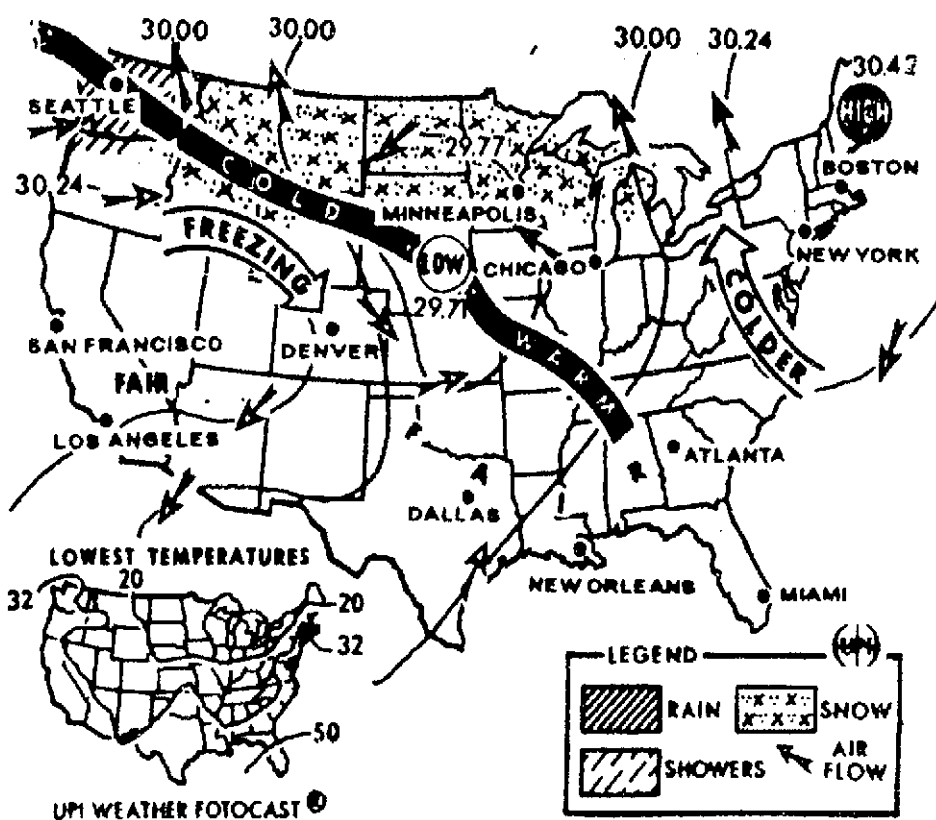 30.00
30.00
30.00
30.24
30.42
HIGH
SEATTLE
BOSTON
29.77
30.24
COLD
MINNEAPOLIS
FREEZING
LOW
CHICAGO
NEW YORK
29.77
COLDER
SAN FRANCISCO
DENVER
WARM
FAIR
LOS ANGELES
ATLANTA
DALLAS
LOWEST TEMPERATURES
NEW ORLEANS
MIAMI
32
20
20
32
50
UPI
LEGEND
RAIN
SNOW
SHOWERS
AIR
FLOW
UPI WEATHER FOTOCAST